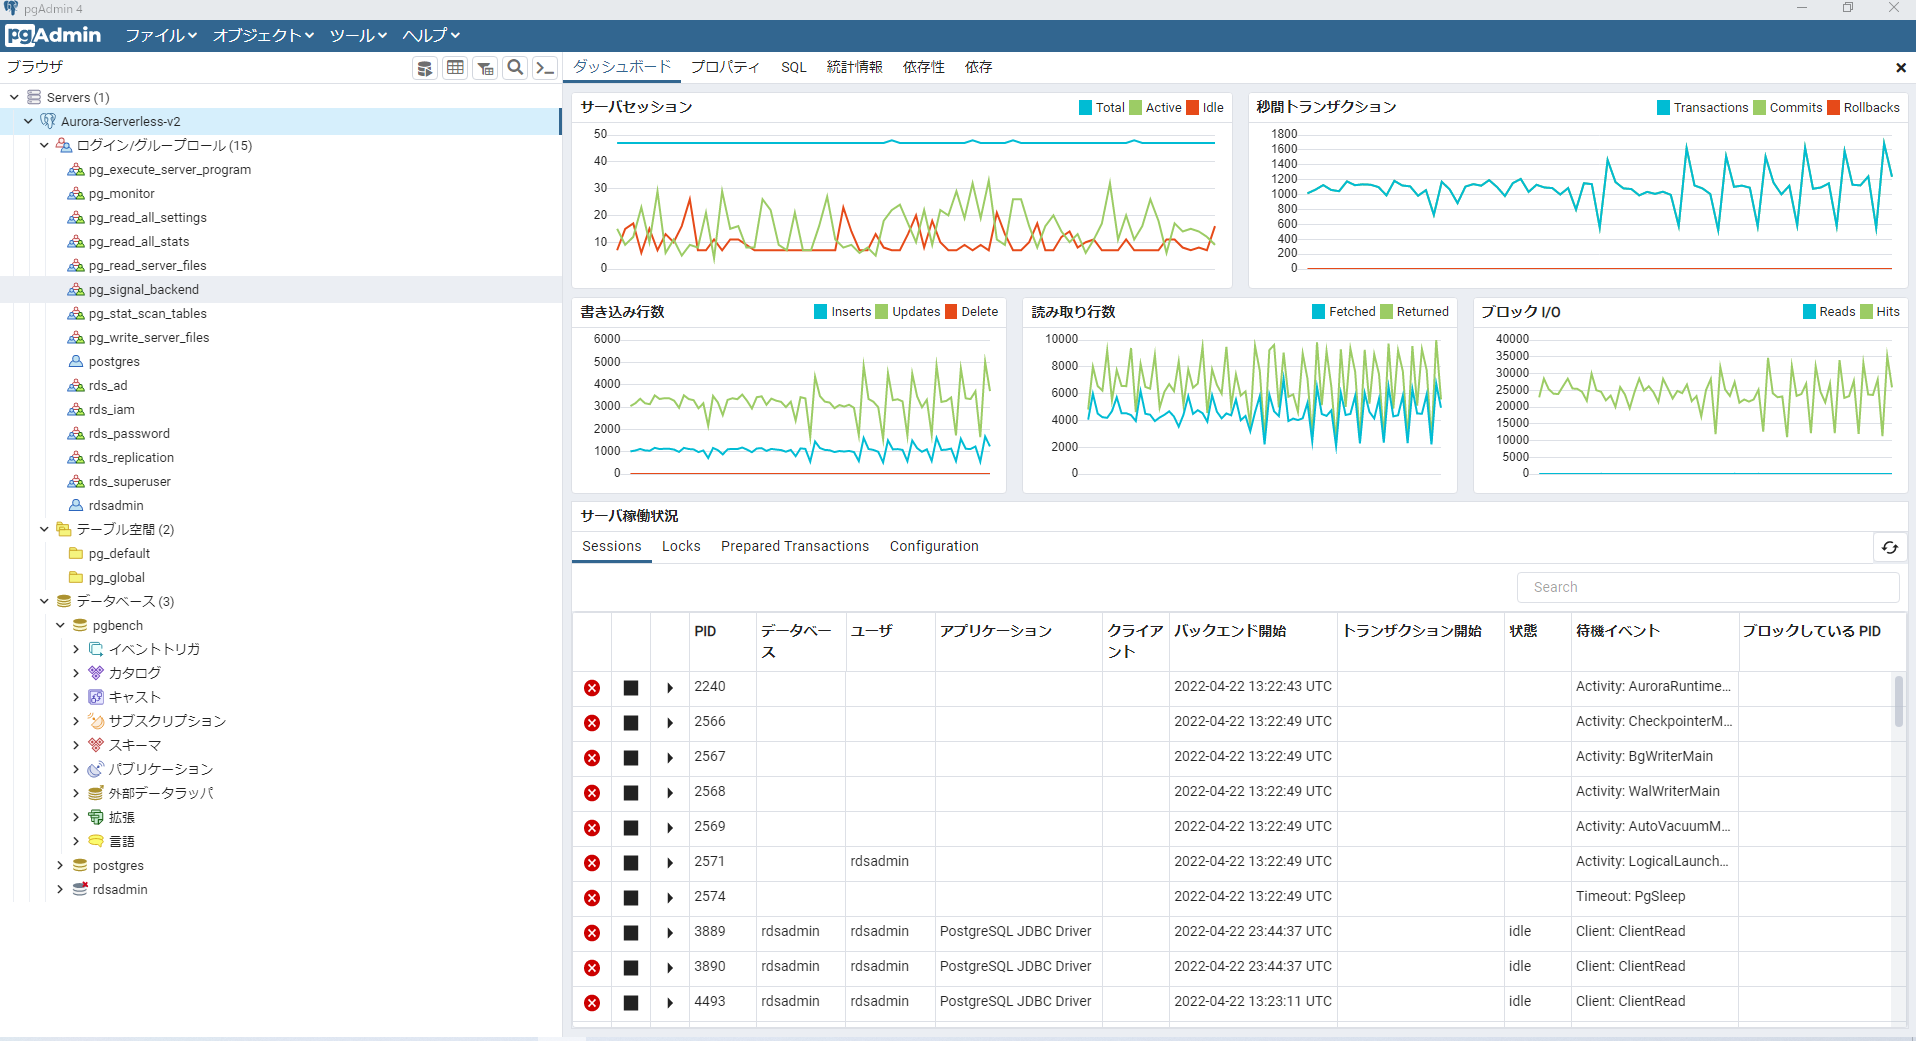 pgAdmin 4
pgAdmin ファイル オブジェクト ツール ヘルプ
ブラウザ
Servers (1)
Aurora-Serverless-v2
ログイン/グループロール (15)
pg_execute_server_program
pg_monitor
pg_read_all_settings
pg_read_all_stats
pg_read_server_files
pg_signal_backend
pg_stat_scan_tables
pg_write_server_files
postgres
rds_ad
rds_iam
rds_password
rds_replication
rds_superuser
rdsadmin
テーブル空間 (2)
pg_default
pg_global
データベース (3)
pgbench
イベントトリガ
カタログ
キャスト
サブスクリプション
スキーマ
パブリケーション
外部データラッパ
拡張
言語
postgres
rdsadmin
ダッシュボード プロパティ SQL 統計情報 依存性 依存
サーバセッション Total Active Idle
50
40
30
20
10
0
秒間トランザクション Transactions Commits Rollbacks
1800
1600
1400
1200
1000
800
600
400
200
0
書き込み行数 Inserts Updates Delete
6000
5000
4000
3000
2000
1000
0
読み取り行数 Fetched Returned
10000
8000
6000
4000
2000
0
ブロック I/O Reads Hits
40000
35000
30000
25000
20000
15000
10000
5000
0
サーバ稼働状況
Sessions Locks Prepared Transactions Configuration
Search
PID データベース ユーザ アプリケーション クライアント バックエンド開始 トランザクション開始 状態 待機イベント ブロックしている PID
2240 2022-04-22 13:22:43 UTC Activity: AuroraRuntime...
2566 2022-04-22 13:22:49 UTC Activity: CheckpointerM...
2567 2022-04-22 13:22:49 UTC Activity: BgWriterMain
2568 2022-04-22 13:22:49 UTC Activity: WalWriterMain
2569 2022-04-22 13:22:49 UTC Activity: AutoVacuumM...
2571 rdsadmin 2022-04-22 13:22:49 UTC Activity: LogicalLaunch...
2574 2022-04-22 13:22:49 UTC Timeout: PgSleep
3889 rdsadmin rdsadmin PostgreSQL JDBC Driver 2022-04-22 23:44:37 UTC idle Client: ClientRead
3890 rdsadmin rdsadmin PostgreSQL JDBC Driver 2022-04-22 23:44:37 UTC idle Client: ClientRead
4493 rdsadmin rdsadmin PostgreSQL JDBC Driver 2022-04-22 13:23:11 UTC idle Client: ClientRead